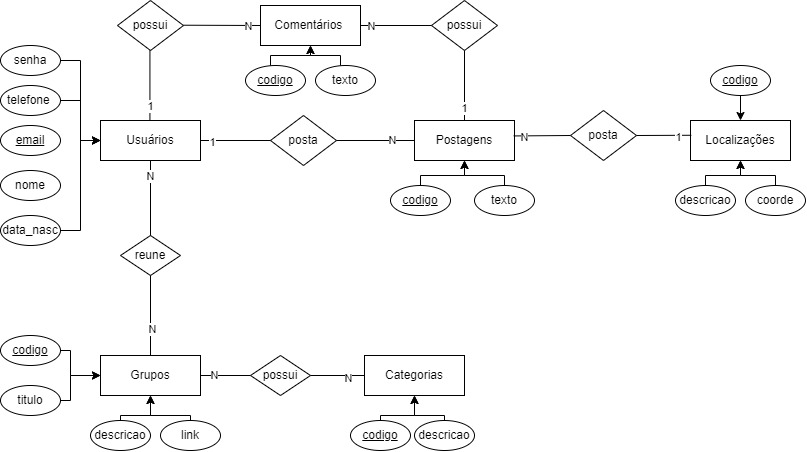 possui
N
Comentários
N
possui
codigo
texto
senha
telefone
email
nome
data_nasc
1
1
codigo
Usuários
1
posta
N
Postagens
N
posta
1
Localizações
codigo
texto
descricao
coorde
N
reune
N
codigo
titulo
Grupos
N
possui
N
Categorias
descricao
link
codigo
descricao